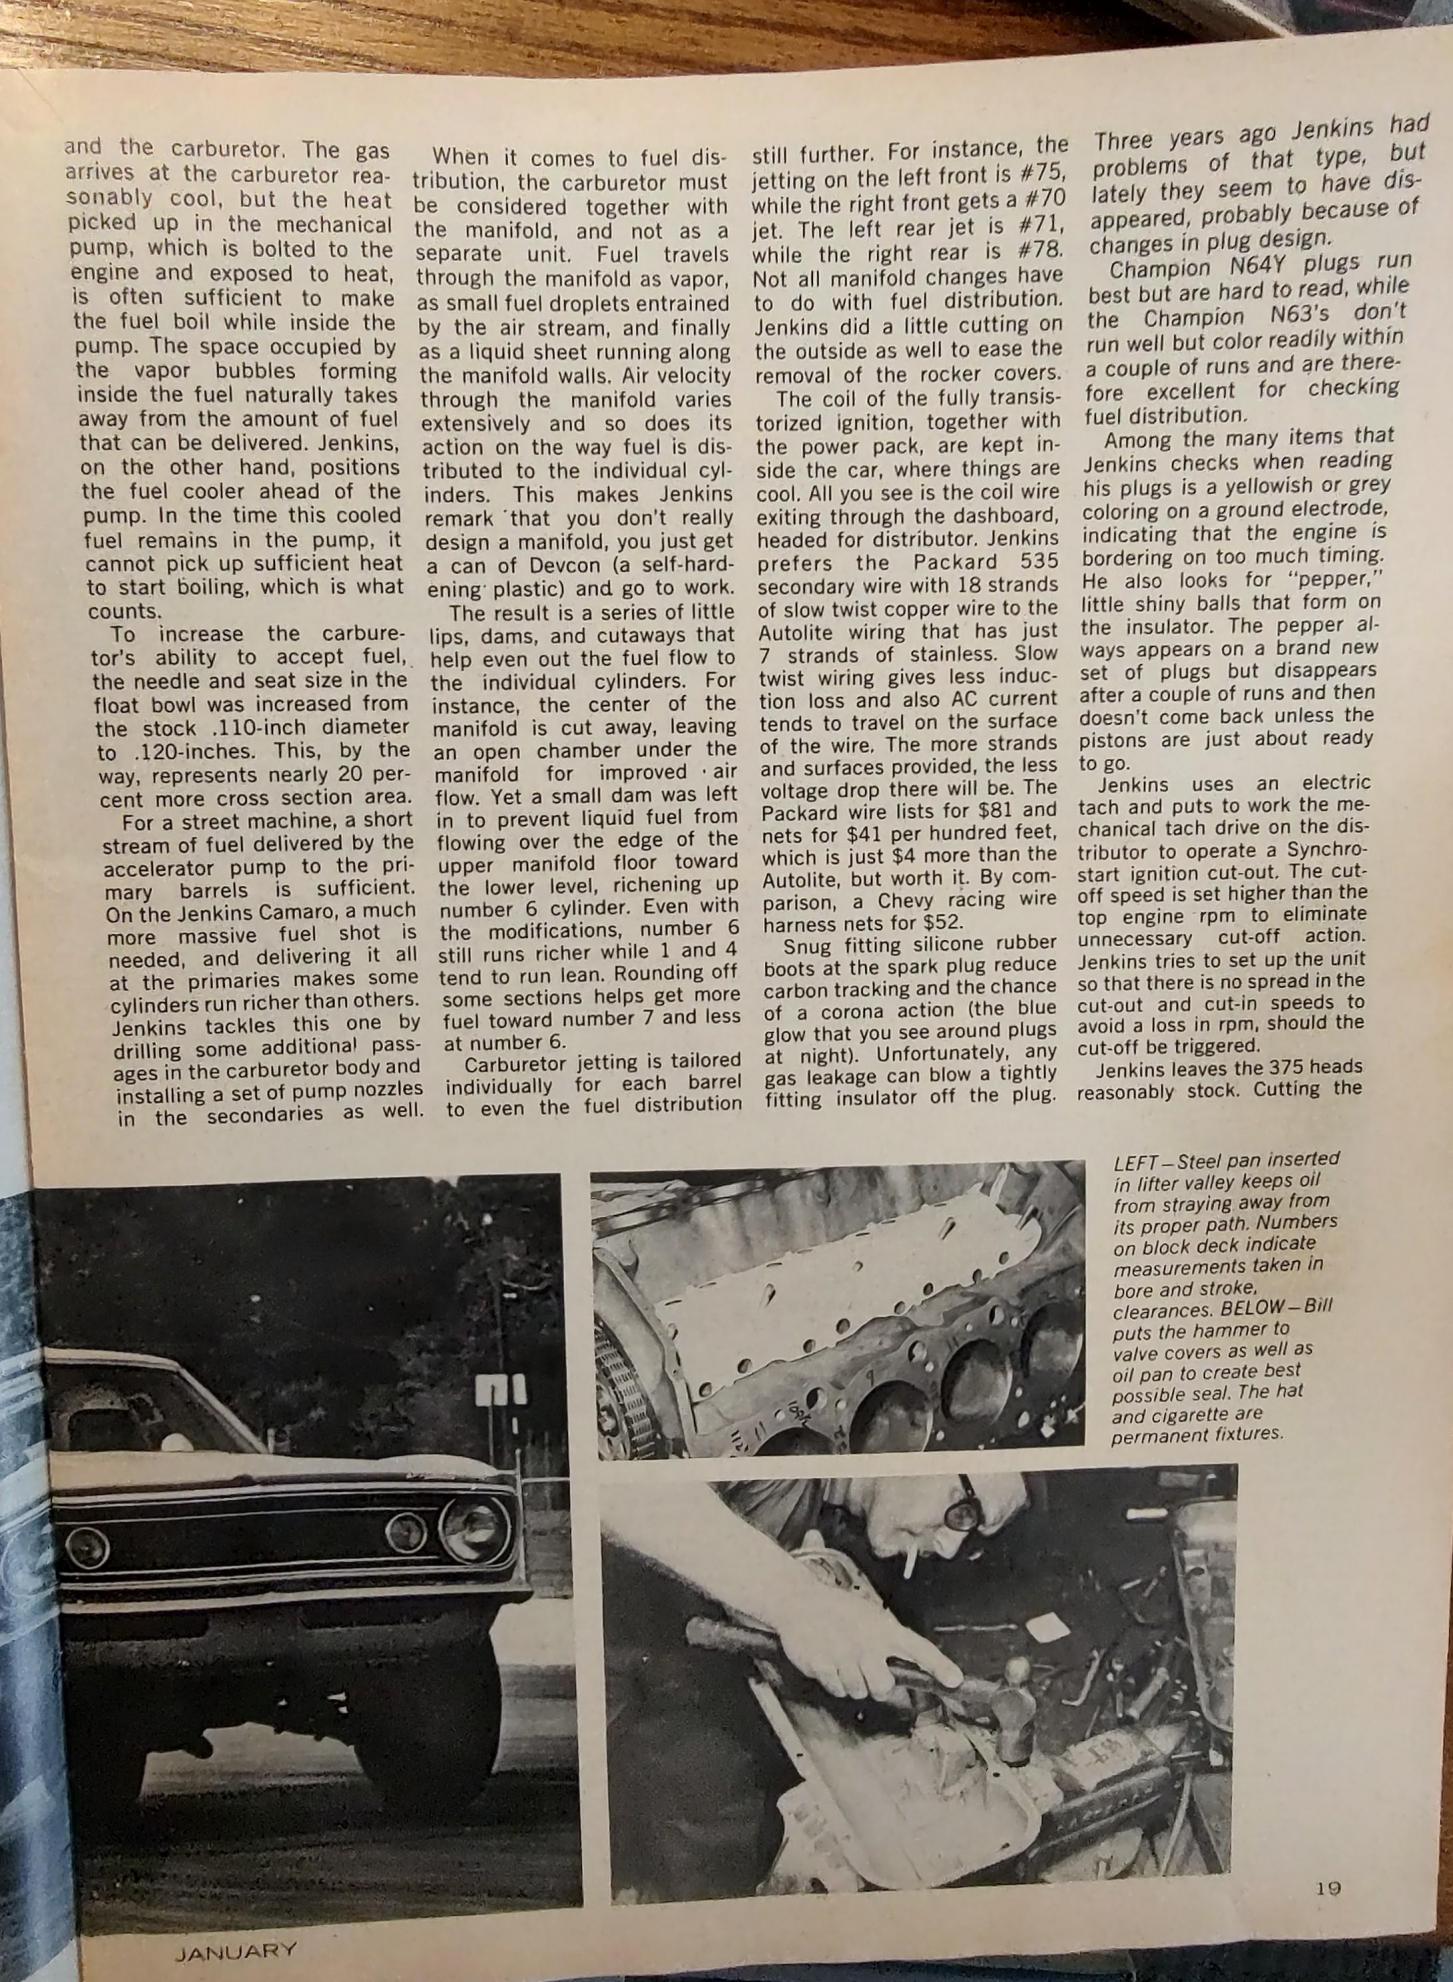 and the carburetor. The gas
arrives at the carburetor rea-
sonably cool, but the heat
picked up in the mechanical
pump, which is bolted to the
engine and exposed to heat,
is often sufficient to make
the fuel boil while inside the
pump. The space occupied by
the vapor bubbles forming
inside the fuel naturally takes
away from the amount of fuel
that can be delivered. Jenkins,
on the other hand, positions
the fuel cooler ahead of the
pump. In the time this cooled
fuel remains in the pump, it
cannot pick up sufficient heat
to start boiling, which is what
counts.
To increase the carbure-
tor's ability to accept fuel,
the needle and seat size in the
float bowl was increased from
the stock .110-inch diameter
to .120-inches. This, by the
way, represents nearly 20 per-
cent more cross section area.
For a street machine, a short
stream of fuel delivered by the
accelerator pump to the pri-
mary barrels is sufficient.
On the Jenkins Camaro, a much
more massive fuel shot is
needed, and delivering it all
at the primaries makes some
cylinders run richer than others.
Jenkins tackles this one by
drilling some additional pass-
ages in the carburetor body and
installing a set of pump nozzles
in the secondaries as well.
When it comes to fuel dis-
tribution, the carburetor must
be considered together with
the manifold, and not as a
separate unit. Fuel travels
through the manifold as vapor,
as small fuel droplets entrained
by the air stream, and finally
as a liquid sheet running along
the manifold walls. Air velocity
through the manifold varies
extensively and so does its
action on the way fuel is dis-
tributed to the individual cyl-
inders. This makes Jenkins
remark that you don't really
design a manifold, you just get
a can of Devcon (a self-hard-
ening plastic) and go to work.
The result is a series of little
lips, dams, and cutaways that
help even out the fuel flow to
the individual cylinders. For
instance, the center of the
manifold is cut away, leaving
an open chamber under the
manifold for improved air
flow. Yet a small dam was left
in to prevent liquid fuel from
flowing over the edge of the
upper manifold floor toward
the lower level, richening up
number 6 cylinder. Even with
the modifications, number 6
still runs richer while 1 and 4
tend to run lean. Rounding off
some sections helps get more
fuel toward number 7 and less
at number 6.
Carburetor jetting is tailored
individually for each barrel
to even the fuel distribution
still further. For instance, the
jetting on the left front is #75,
while the right front gets a #70
jet. The left rear jet is #71,
while the right rear is #78.
Not all manifold changes have
to do with fuel distribution.
Jenkins did a little cutting on
the outside as well to ease the
removal of the rocker covers.
The coil of the fully transis-
torized ignition, together with
the power pack, are kept in-
side the car, where things are
cool. All you see is the coil wire
exiting through the dashboard,
headed for distributor. Jenkins
prefers the Packard 535
secondary wire with 18 strands
of slow twist copper wire to the
Autolite wiring that has just
7 strands of stainless. Slow
twist wiring gives less induc-
tion loss and also AC current
tends to travel on the surface
of the wire. The more strands
and surfaces provided, the less
voltage drop there will be. The
Packard wire lists for $81 and
nets for $41 per hundred feet,
which is just $4 more than the
Autolite, but worth it. By com-
parison, a Chevy racing wire
harness nets for $52.
Snug fitting silicone rubber
boots at the spark plug reduce
carbon tracking and the chance
of a corona action (the blue
glow that you see around plugs
at night). Unfortunately, any
gas leakage can blow a tightly
fitting insulator off the plug.
Three years ago Jenkins had
problems of that type, but
lately they seem to have dis-
appeared, probably because of
changes in plug design.
Champion N64Y plugs run
best but are hard to read, while
the Champion N63's don't
run well but color readily within
a couple of runs and are there-
fore excellent for checking
fuel distribution.
Among the many items that
Jenkins checks when reading
his plugs is a yellowish or grey
coloring on a ground electrode,
indicating that the engine is
bordering on too much timing.
He also looks for "pepper,"
little shiny balls that form on
the insulator. The pepper al-
ways appears on a brand new
set of plugs but disappears
after a couple of runs and then
doesn't come back unless the
pistons are just about ready
to go.
Jenkins uses an electric
tach and puts to work the me-
chanical tach drive on the dis-
tributor to operate a Synchro-
start ignition cut-out. The cut-
off speed is set higher than the
top engine rpm to eliminate
unnecessary cut-off action.
Jenkins tries to set up the unit
so that there is no spread in the
cut-out and cut-in speeds to
avoid a loss in rpm, should the
cut-off be triggered.
Jenkins leaves the 375 heads
reasonably stock. Cutting the
LEFT—Steel pan inserted
in lifter valley keeps oil
from straying away from
its proper path. Numbers
on block deck indicate
measurements taken in
bore and stroke,
clearances. BELOW—Bill
puts the hammer to
valve covers as well as
oil pan to create best
possible seal. The hat
and cigarette are
permanent fixtures.
19
JANUARY